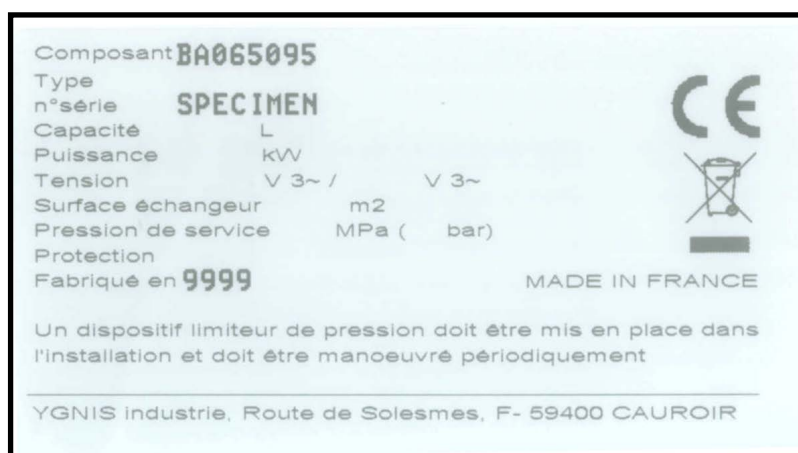 Composant BA065095
Type
n°série SPECIMEN
Capacité L
Puissance kW
Tension V 3~ / V 3~
Surface échangeur m2
Pression de service MPa ( bar)
Protection
Fabriqué en 9999
CE
MADE IN FRANCE
Un dispositif limiteur de pression doit être mis en place dans
l'installation et doit être manoeuvré périodiquement
YGNIS industrie, Route de Solesmes, F- 59400 CAUROIR